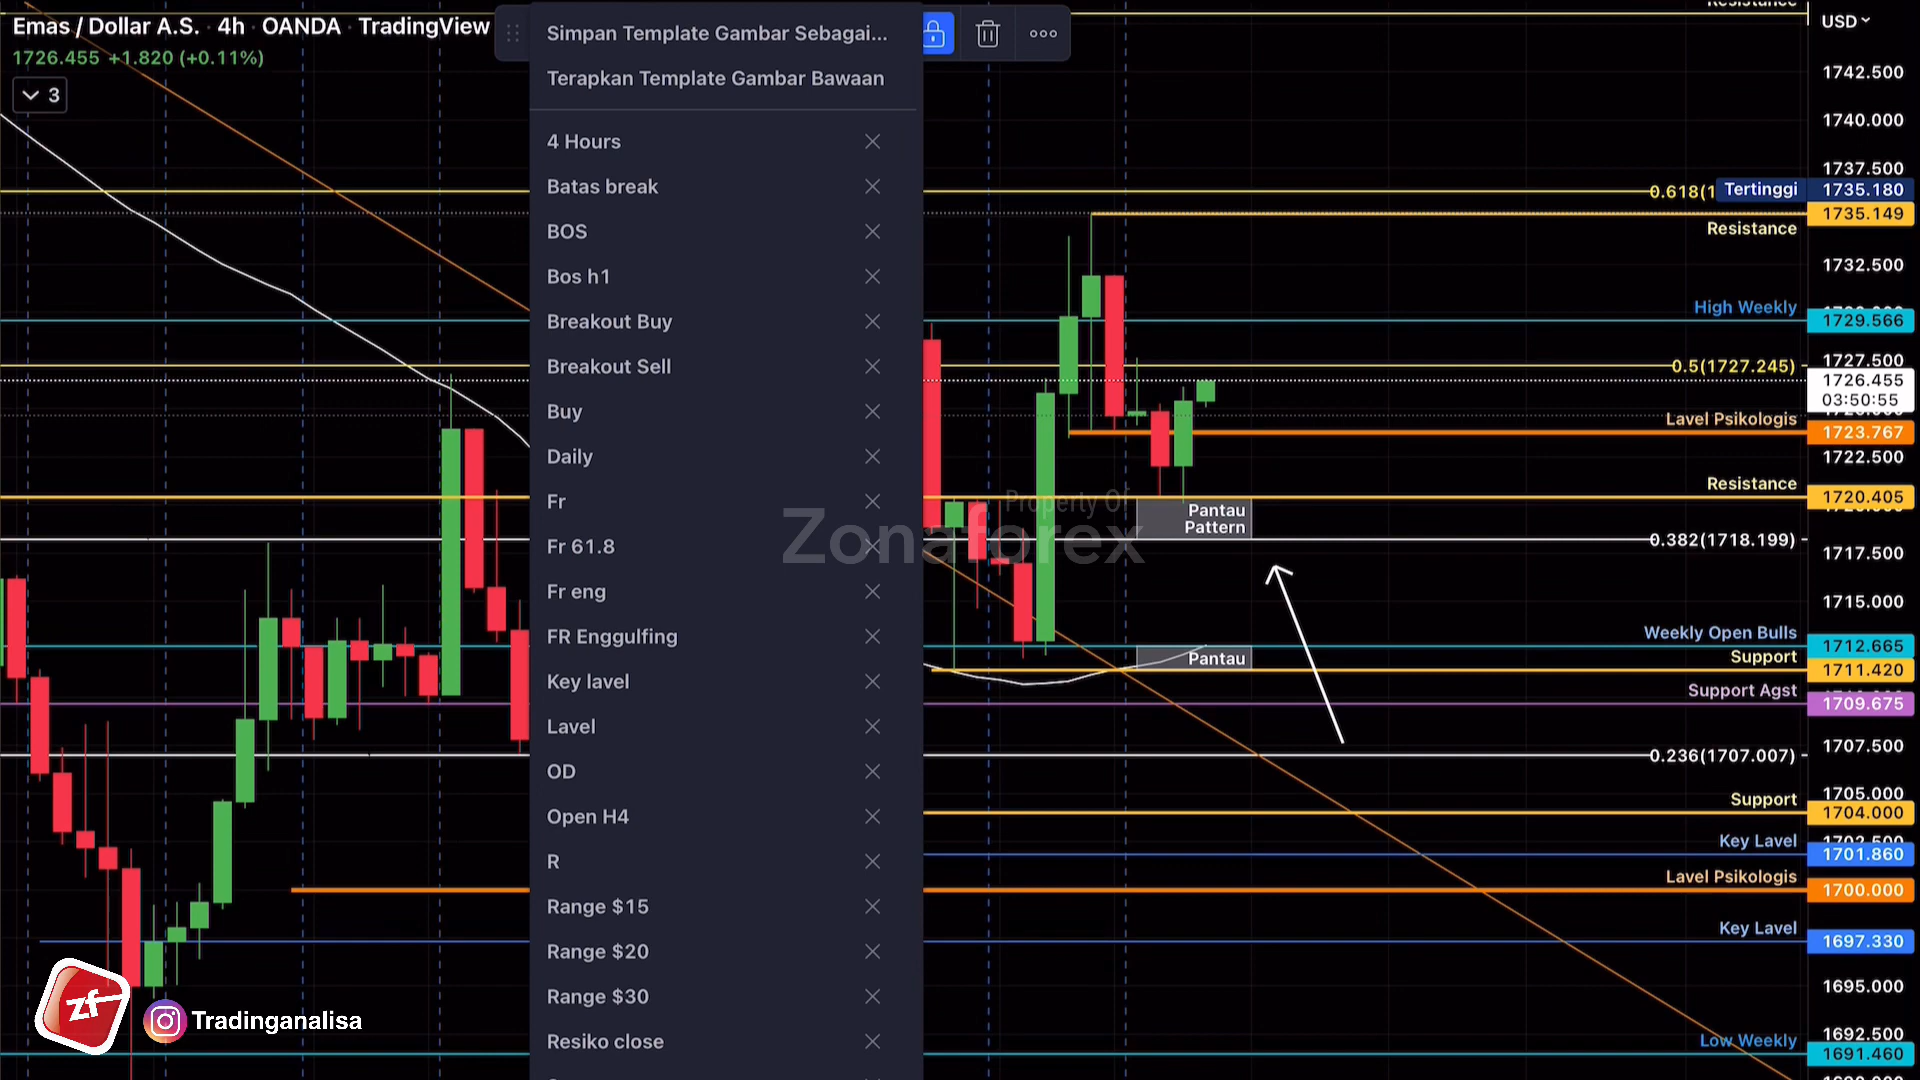 Emas / Dollar A.S. · 4h · OANDA · TradingView
1726.455 +1.820 (+0.11%)
3
Simpan Template Gambar Sebagai...
Terapkan Template Gambar Bawaan
4 Hours
Batas break
BOS
Bos h1
Breakout Buy
Breakout Sell
Buy
Daily
Fr
Fr 61.8
Fr eng
FR Enggulfing
Key lavel
Lavel
OD
Open H4
R
Range $15
Range $20
Range $30
Resiko close
Resistance
USD
1742.500
1740.000
1737.500
0.618(1
Tertinggi
1735.180
1735.149
Resistance
1732.500
High Weekly
1729.566
1727.500
0.5(1727.245)
1726.455
03:50:55
Lavel Psikologis
1723.767
1722.500
Resistance
1720.405
Pantau
Pattern
0.382(1718.199)
1717.500
1715.000
Weekly Open Bulls
1712.665
Pantau
Support
1711.420
Support Agst
1709.675
1707.500
0.236(1707.007)
1705.000
Support
1704.000
1702.500
Key Lavel
1701.860
Lavel Psikologis
1700.000
Key Lavel
1697.330
1695.000
1692.500
Low Weekly
1691.460
Property Of
Zonaforex
zf
Tradinganalisa